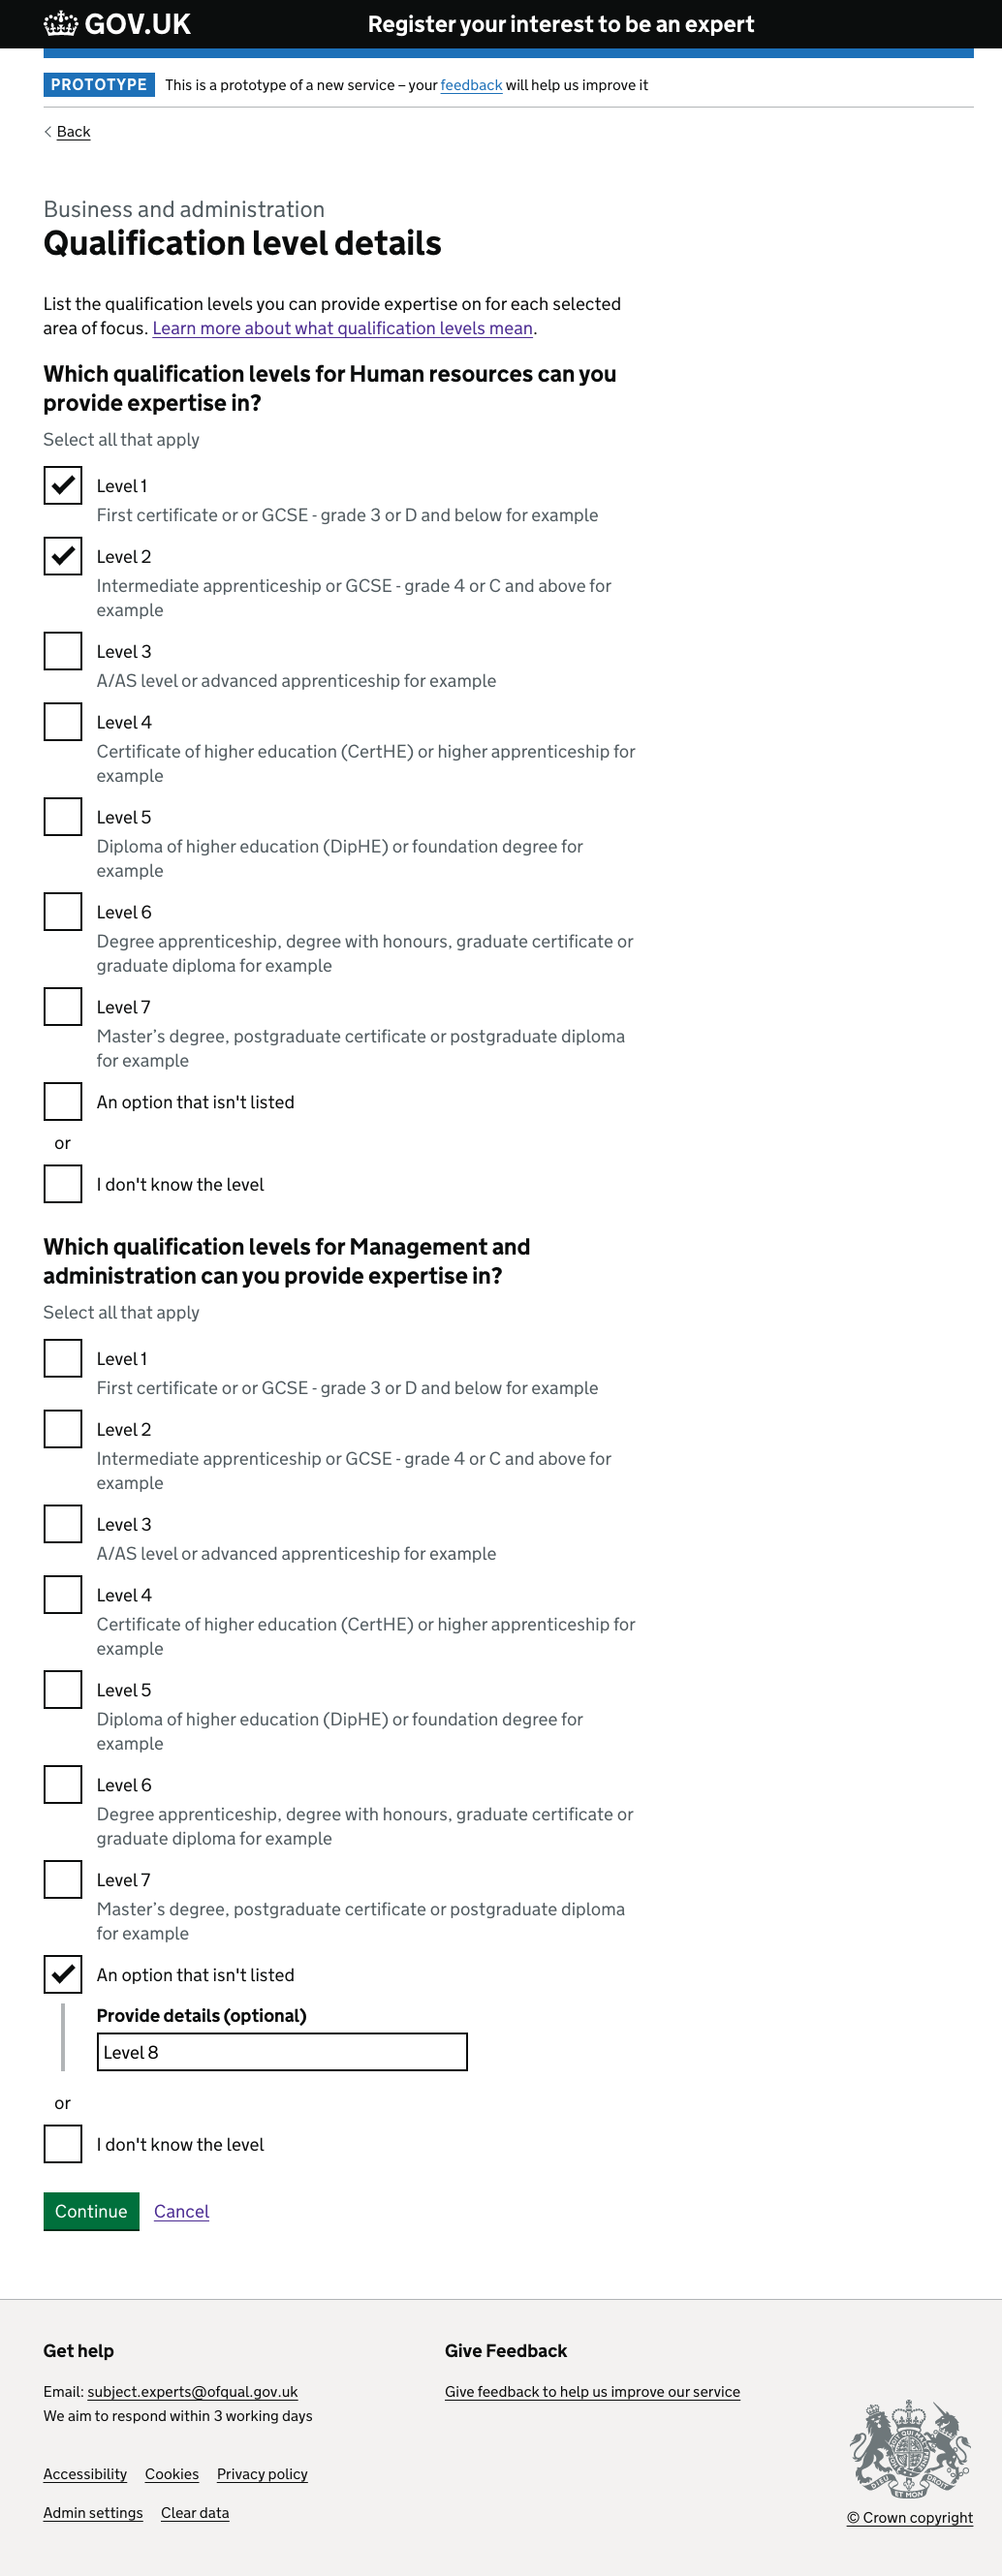 GOV.UK
Register your interest to be an expert
PROTOTYPE This is a prototype of a new service – your feedback will help us improve it
Back
Business and administration
Qualification level details
List the qualification levels you can provide expertise on for each selected
area of focus. Learn more about what qualification levels mean.
Which qualification levels for Human resources can you
provide expertise in?
Select all that apply
Level 1
First certificate or or GCSE - grade 3 or D and below for example
Level 2
Intermediate apprenticeship or GCSE - grade 4 or C and above for
example
Level 3
A/AS level or advanced apprenticeship for example
Level 4
Certificate of higher education (CertHE) or higher apprenticeship for
example
Level 5
Diploma of higher education (DipHE) or foundation degree for
example
Level 6
Degree apprenticeship, degree with honours, graduate certificate or
graduate diploma for example
Level 7
Master’s degree, postgraduate certificate or postgraduate diploma
for example
An option that isn't listed
or
I don't know the level
Which qualification levels for Management and
administration can you provide expertise in?
Select all that apply
Level 1
First certificate or or GCSE - grade 3 or D and below for example
Level 2
Intermediate apprenticeship or GCSE - grade 4 or C and above for
example
Level 3
A/AS level or advanced apprenticeship for example
Level 4
Certificate of higher education (CertHE) or higher apprenticeship for
example
Level 5
Diploma of higher education (DipHE) or foundation degree for
example
Level 6
Degree apprenticeship, degree with honours, graduate certificate or
graduate diploma for example
Level 7
Master’s degree, postgraduate certificate or postgraduate diploma
for example
An option that isn't listed
Provide details (optional)
Level 8
or
I don't know the level
Continue Cancel
Get help
Email: subject.experts@ofqual.gov.uk
We aim to respond within 3 working days
Give Feedback
Give feedback to help us improve our service
Accessibility Cookies Privacy policy
Admin settings Clear data
DIEU ET MON DROIT
© Crown copyright